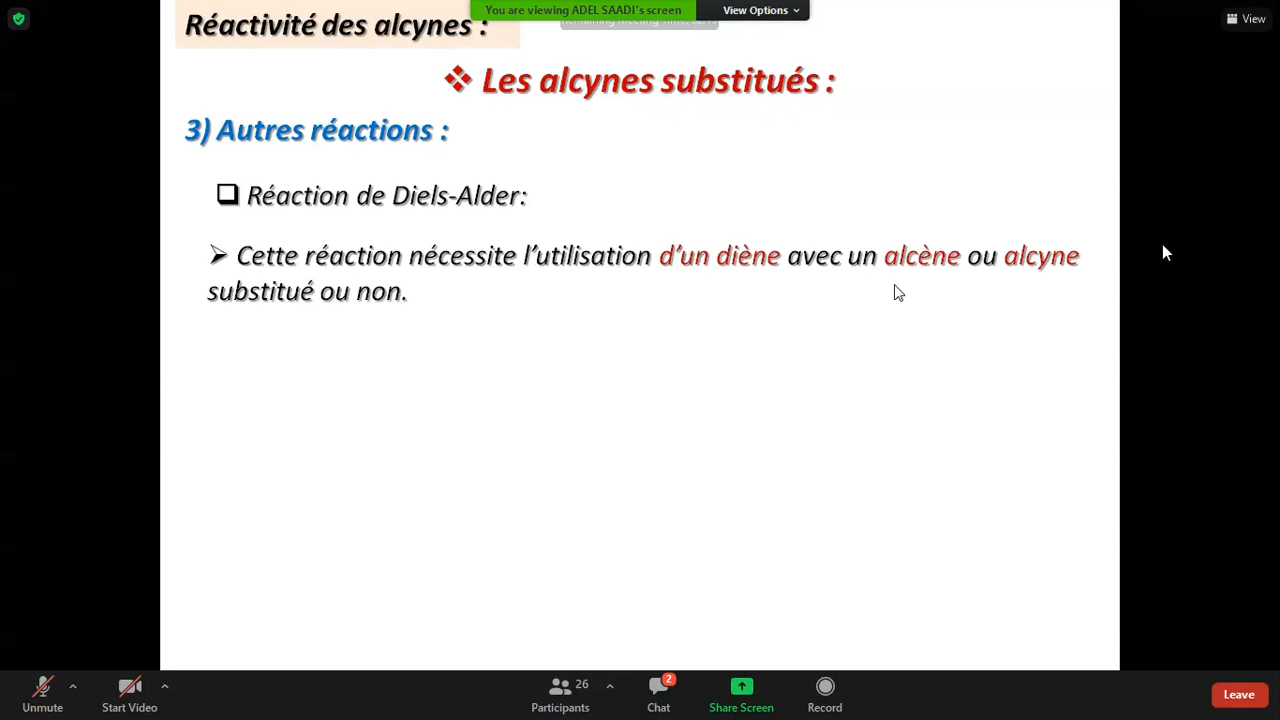 You are viewing ADEL SAADI's screen
View Options
View
Réactivité des alcynes :
Les alcynes substitués :
3) Autres réactions :
Réaction de Diels-Alder:
Cette réaction nécessite l’utilisation d’un diène avec un alcène ou alcyne
substitué ou non.
Unmute
Start Video
26
Participants
2
Chat
Share Screen
Record
Leave